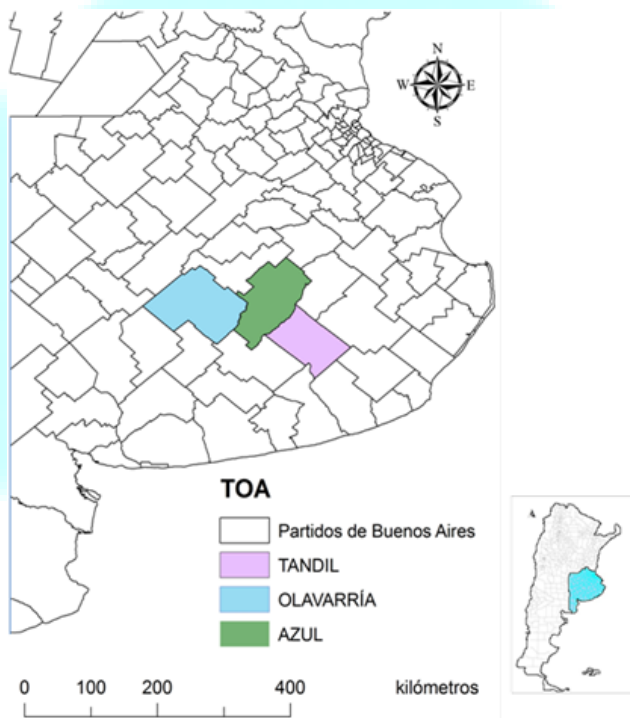 N
W E
S
TOA
Partidos de Buenos Aires
TANDIL
OLAVARRÍA
AZUL
0 100 200 400 kilómetros
A